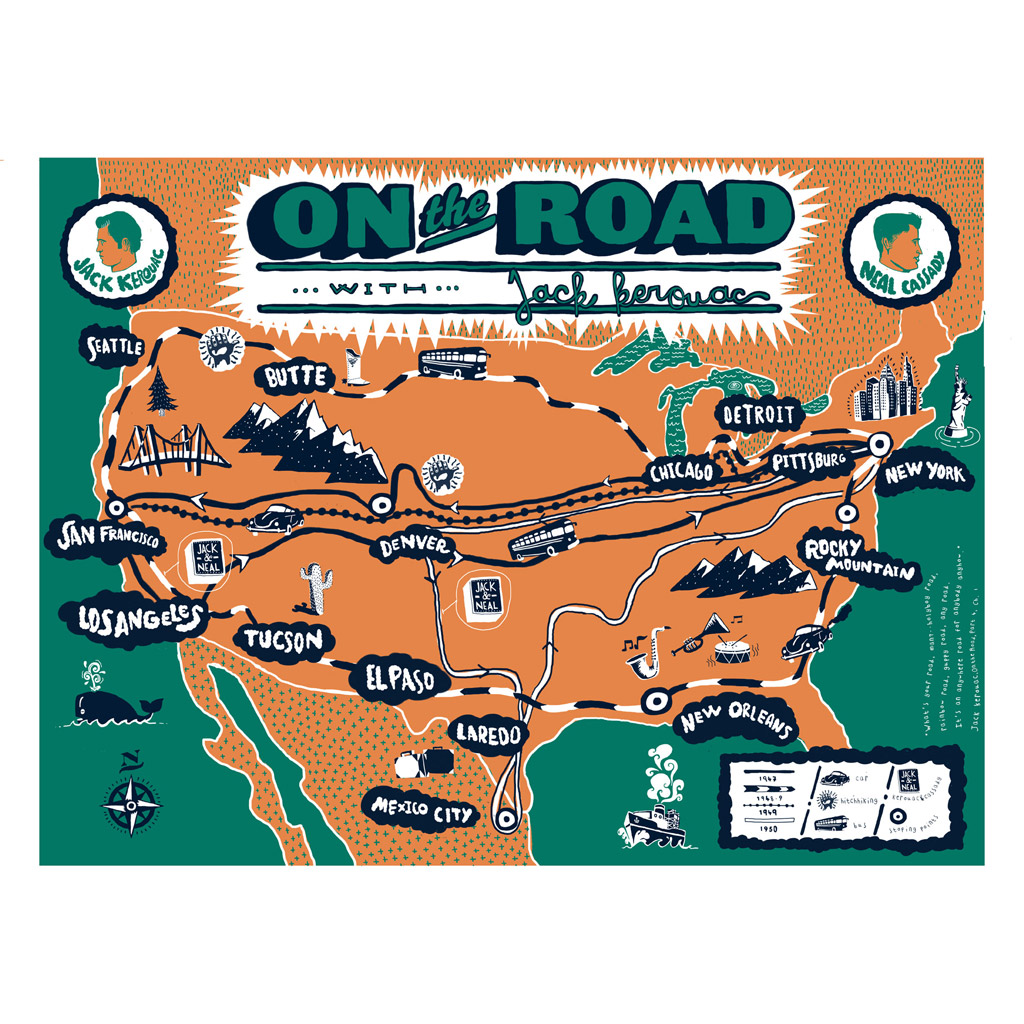 ON the ROAD
...WITH...
Jack Kerouac
JACK KEROUAC
NEAL CASSADY
SEATTLE
BUTTE
DETROIT
CHICAGO
PITTSBURG
NEW YORK
SAN FRANCISCO
DENVER
ROCKY
MOUNTAIN
JACK
&
NEAL
JACK
&
NEAL
LOS ANGELES
TUCSON
EL PASO
NEW ORLEANS
LAREDO
MEXICO CITY
N
"What's your road, man?-holyboy road,
rainbow road, guppy road, any road.
It's an anywhere road for anybody anyhow."
Jack Kerouac, On the Road, Part 4, Ch. 1
1947
1948-9
1949
1950
car
hitchhiking
bus
JACK
&
NEAL
kerouac&cassady
stoping points